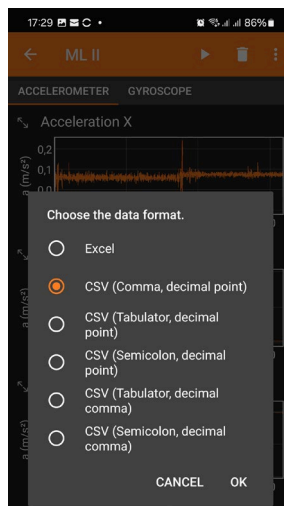 17:29
86%
ML II
ACCELEROMETER GYROSCOPE
Acceleration X
0,2
0,1
0,0
a (m/s²)
Choose the data format.
Excel
CSV (Comma, decimal point)
CSV (Tabulator, decimal
point)
CSV (Semicolon, decimal
point)
CSV (Tabulator, decimal
comma)
CSV (Semicolon, decimal
comma)
a (m/s²)
a (m/s²)
CANCEL OK